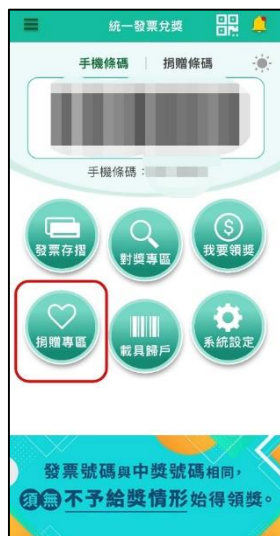 統一發票兌獎
手機條碼 | 捐贈條碼
手機條碼：
發票存摺
對獎專區
我要領獎
捐贈專區
載具歸戶
系統設定
發票號碼與中獎號碼相同，
須無不予給獎情形始得領獎。